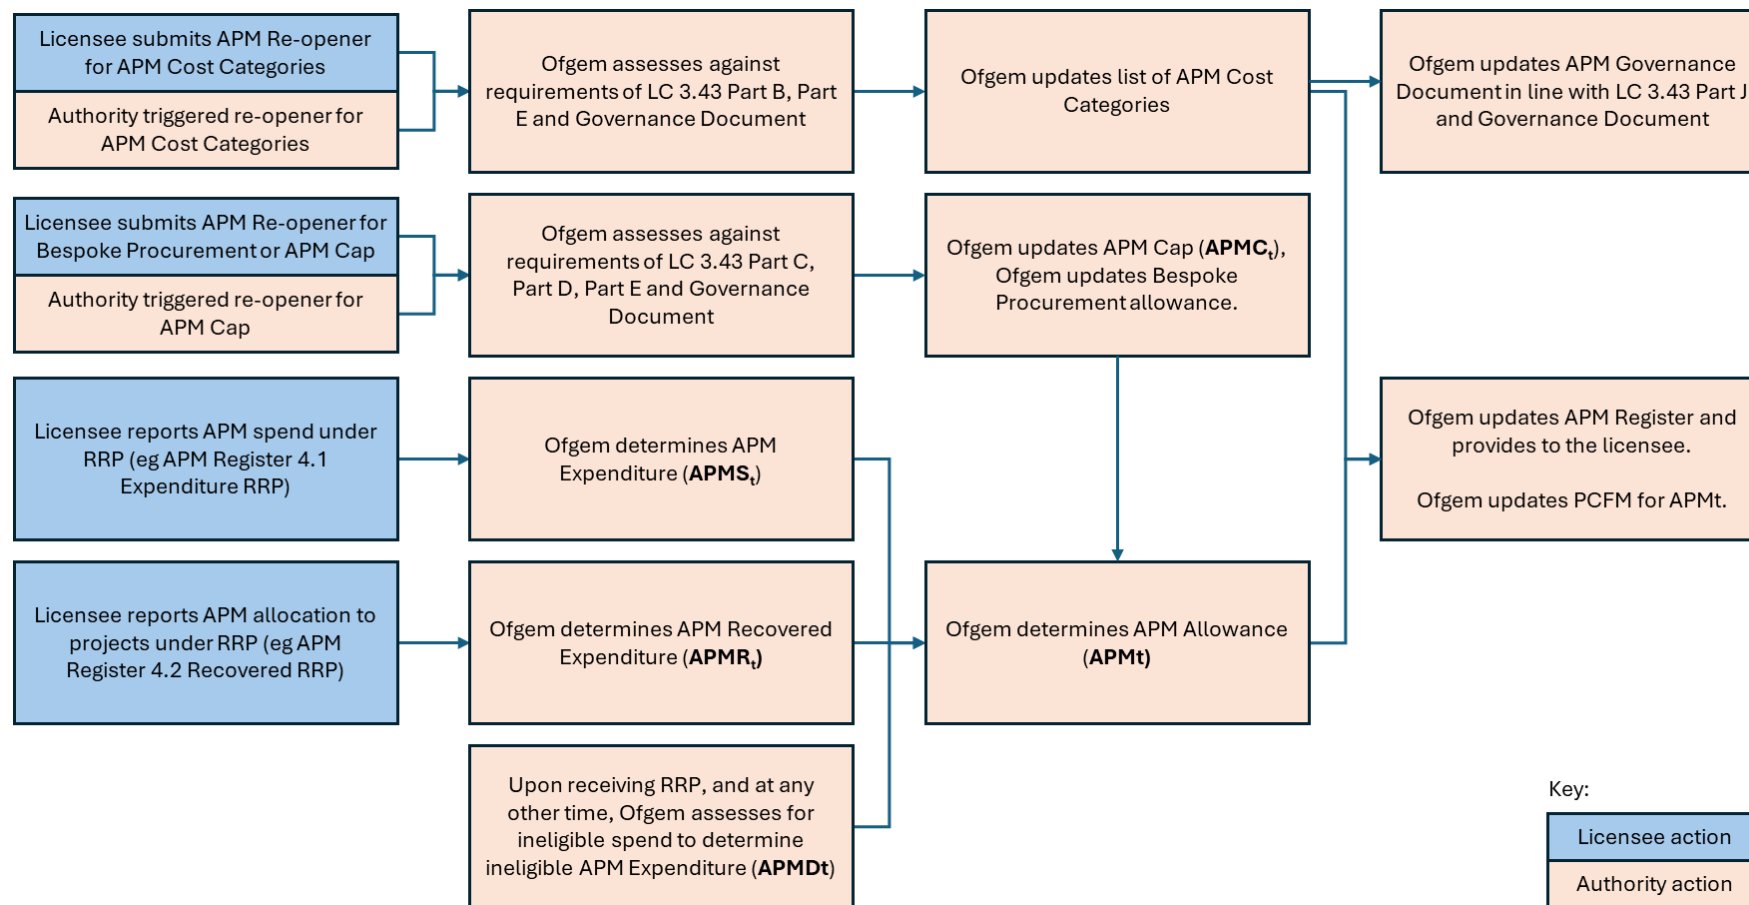 Licensee submits APM Re-opener
for APM Cost Categories
Authority triggered re-opener for
APM Cost Categories
Ofgem assesses against
requirements of LC 3.43 Part B, Part
E and Governance Document
Ofgem updates list of APM Cost
Categories
Ofgem updates APM Governance
Document in line with LC 3.43 Part J
and Governance Document
Licensee submits APM Re-opener for
Bespoke Procurement or APM Cap
Authority triggered re-opener for
APM Cap
Ofgem assesses against
requirements of LC 3.43 Part C,
Part D, Part E and Governance
Document
Ofgem updates APM Cap (APMCt),
Ofgem updates Bespoke
Procurement allowance.
Licensee reports APM spend under
RRP (eg APM Register 4.1
Expenditure RRP)
Ofgem determines APM
Expenditure (APMSt)
Ofgem updates APM Register and
provides to the licensee.
Ofgem updates PCFM for APMt.
Licensee reports APM allocation to
projects under RRP (eg APM
Register 4.2 Recovered RRP)
Ofgem determines APM Recovered
Expenditure (APMRt)
Ofgem determines APM Allowance
(APMt)
Upon receiving RRP, and at any
other time, Ofgem assesses for
ineligible spend to determine
ineligible APM Expenditure (APMDt)
Key:
Licensee action
Authority action